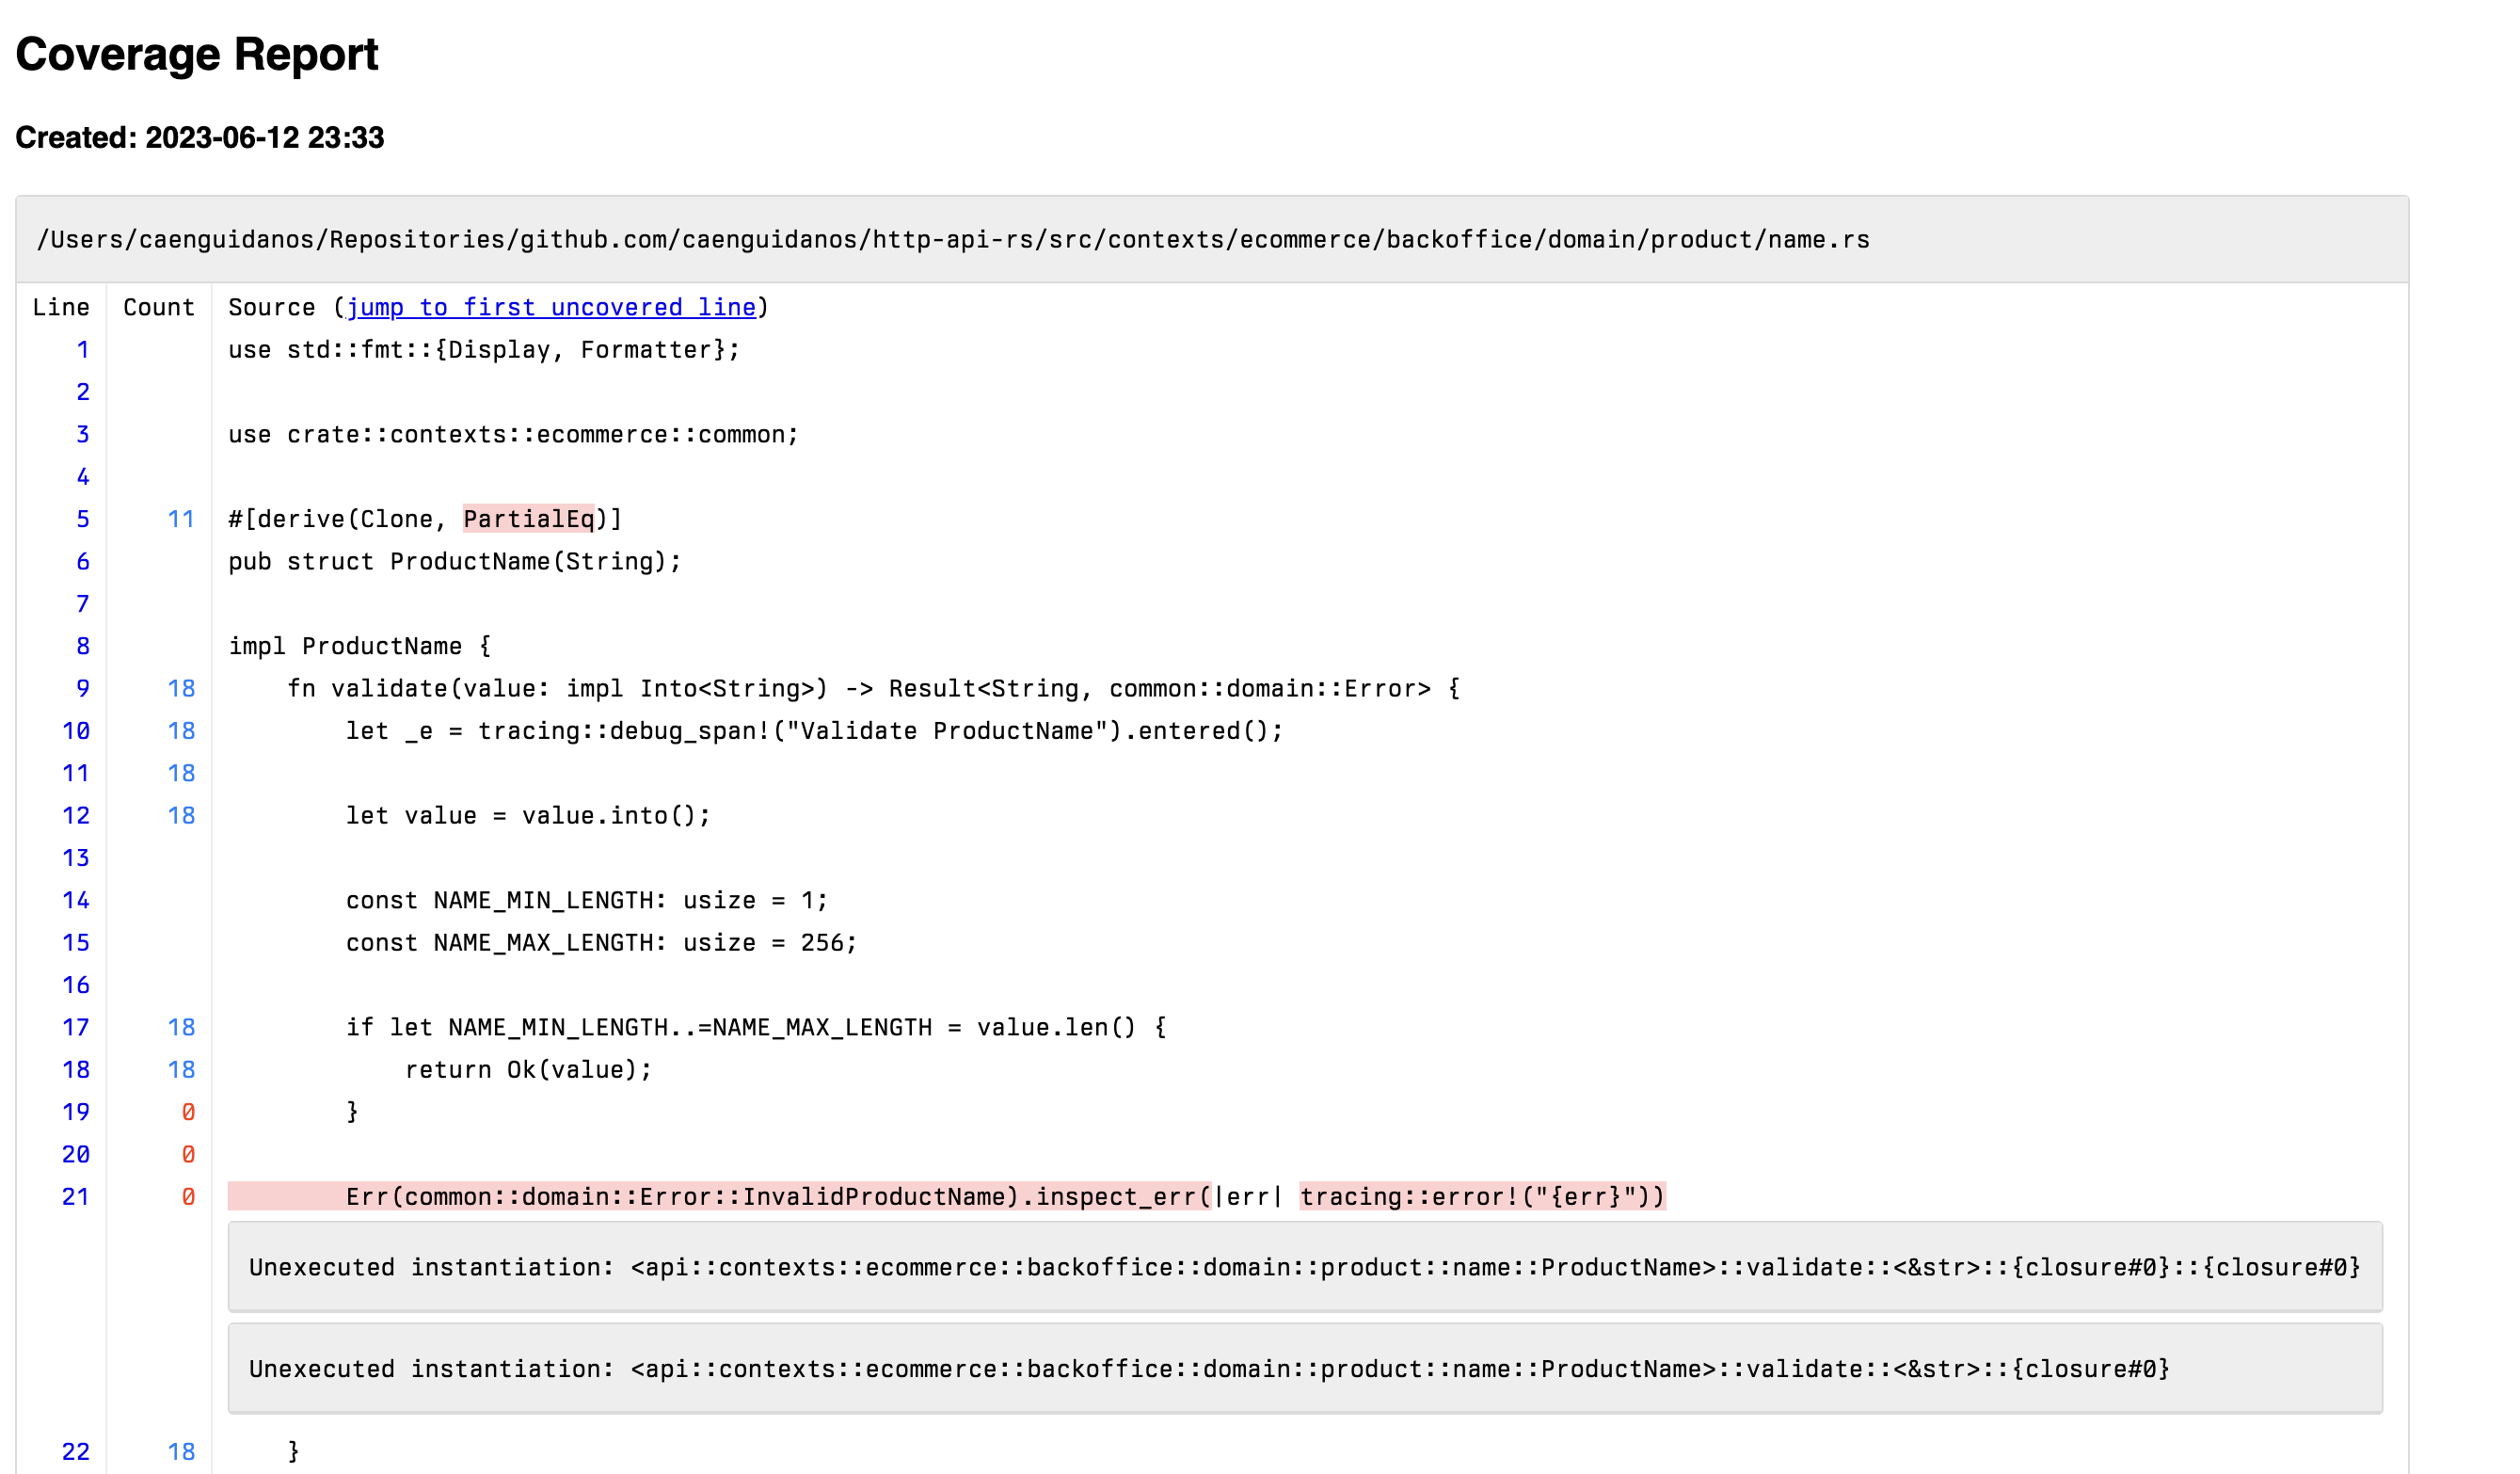 Coverage Report
Created: 2023-06-12 23:33
/Users/caenguidanos/Repositories/github.com/caenguidanos/http-api-rs/src/contexts/ecommerce/backoffice/domain/product/name.rs
Line Count Source (jump to first uncovered line)
1 use std::fmt::{Display, Formatter};
2
3 use crate::contexts::ecommerce::common;
4
5 11 #[derive(Clone, PartialEq)]
6 pub struct ProductName(String);
7
8 impl ProductName {
9 18     fn validate(value: impl Into<String>) -> Result<String, common::domain::Error> {
10 18         let _e = tracing::debug_span!("Validate ProductName").entered();
11 18
12 18         let value = value.into();
13
14         const NAME_MIN_LENGTH: usize = 1;
15         const NAME_MAX_LENGTH: usize = 256;
16
17 18         if let NAME_MIN_LENGTH..=NAME_MAX_LENGTH = value.len() {
18 18             return Ok(value);
19 0         }
20 0
21 0         Err(common::domain::Error::InvalidProductName).inspect_err(|err| tracing::error!("{err}"))
Unexecuted instantiation: <api::contexts::ecommerce::backoffice::domain::product::name::ProductName>::validate::<&str>::{closure#0}::{closure#0}
Unexecuted instantiation: <api::contexts::ecommerce::backoffice::domain::product::name::ProductName>::validate::<&str>::{closure#0}
22 18     }